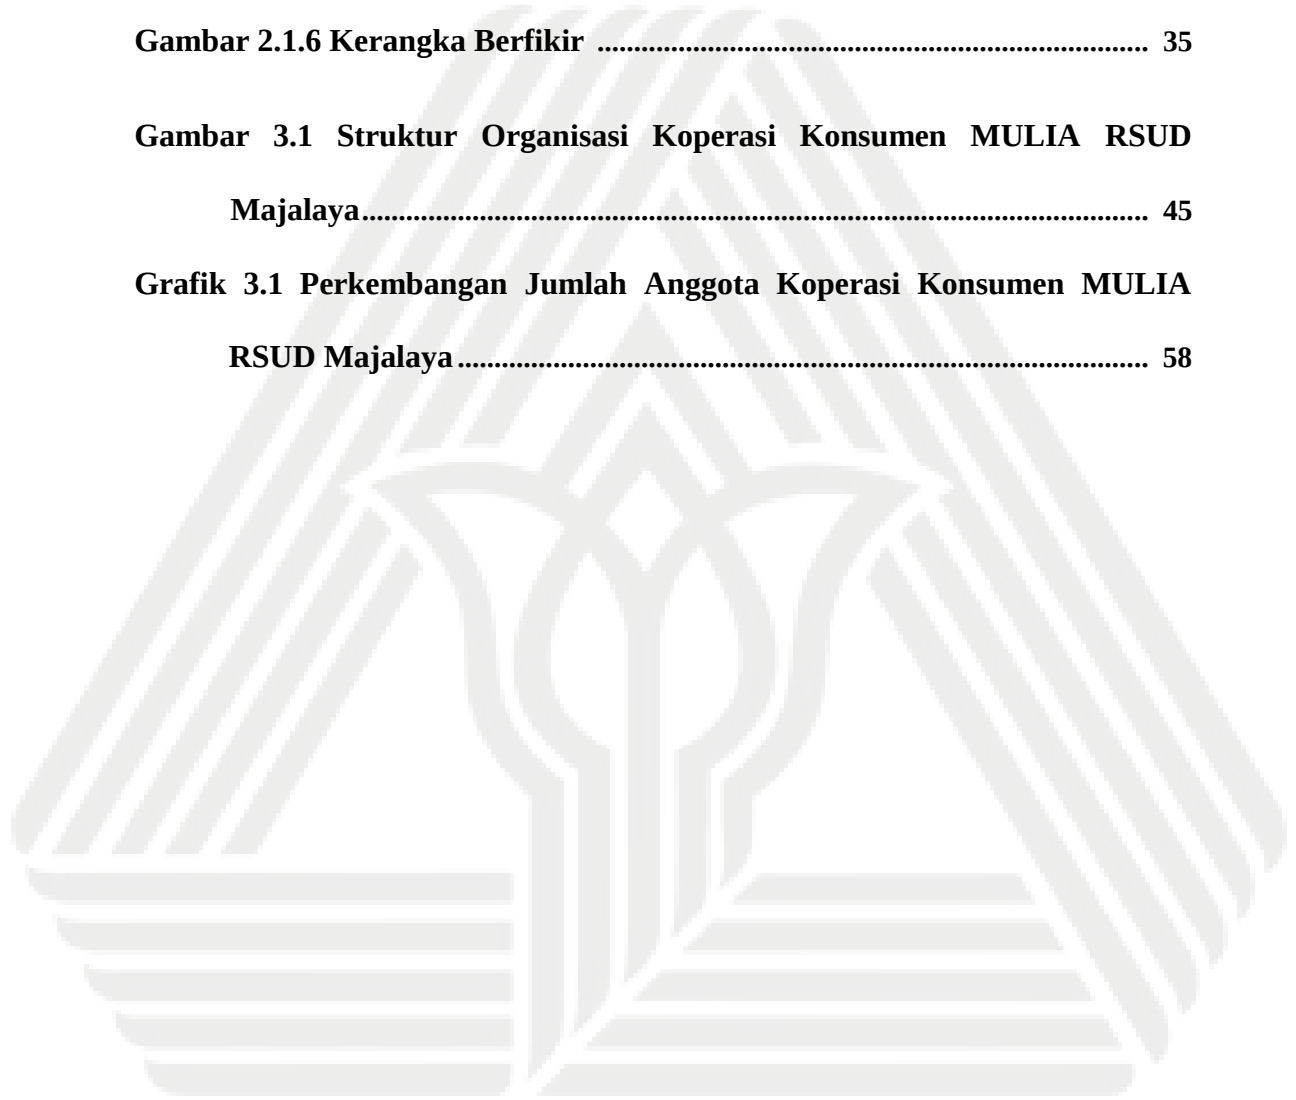 Gambar 2.1.6 Kerangka Berfikir ........................................................................... 35
Gambar 3.1 Struktur Organisasi Koperasi Konsumen MULIA RSUD
Majalaya........................................................................................................... 45
Grafik 3.1 Perkembangan Jumlah Anggota Koperasi Konsumen MULIA
RSUD Majalaya.............................................................................................. 58